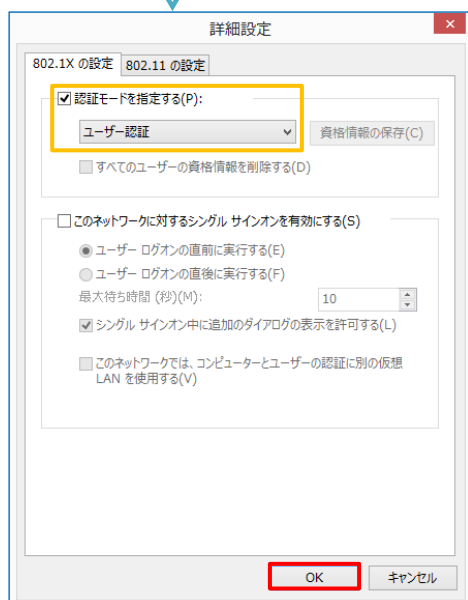 詳細設定
802.1X の設定 802.11 の設定
認証モードを指定する(P):
ユーザー認証 資格情報の保存(C)
すべてのユーザーの資格情報を削除する(D)
このネットワークに対するシングル サインオンを有効にする(S)
ユーザー ログオンの直前に実行する(E)
ユーザー ログオンの直後に実行する(F)
最大待ち時間 (秒)(M): 10
シングル サインオン中に追加のダイアログの表示を許可する(L)
このネットワークでは、コンピューターとユーザーの認証に別の仮想
LAN を使用する(V)
OK キャンセル